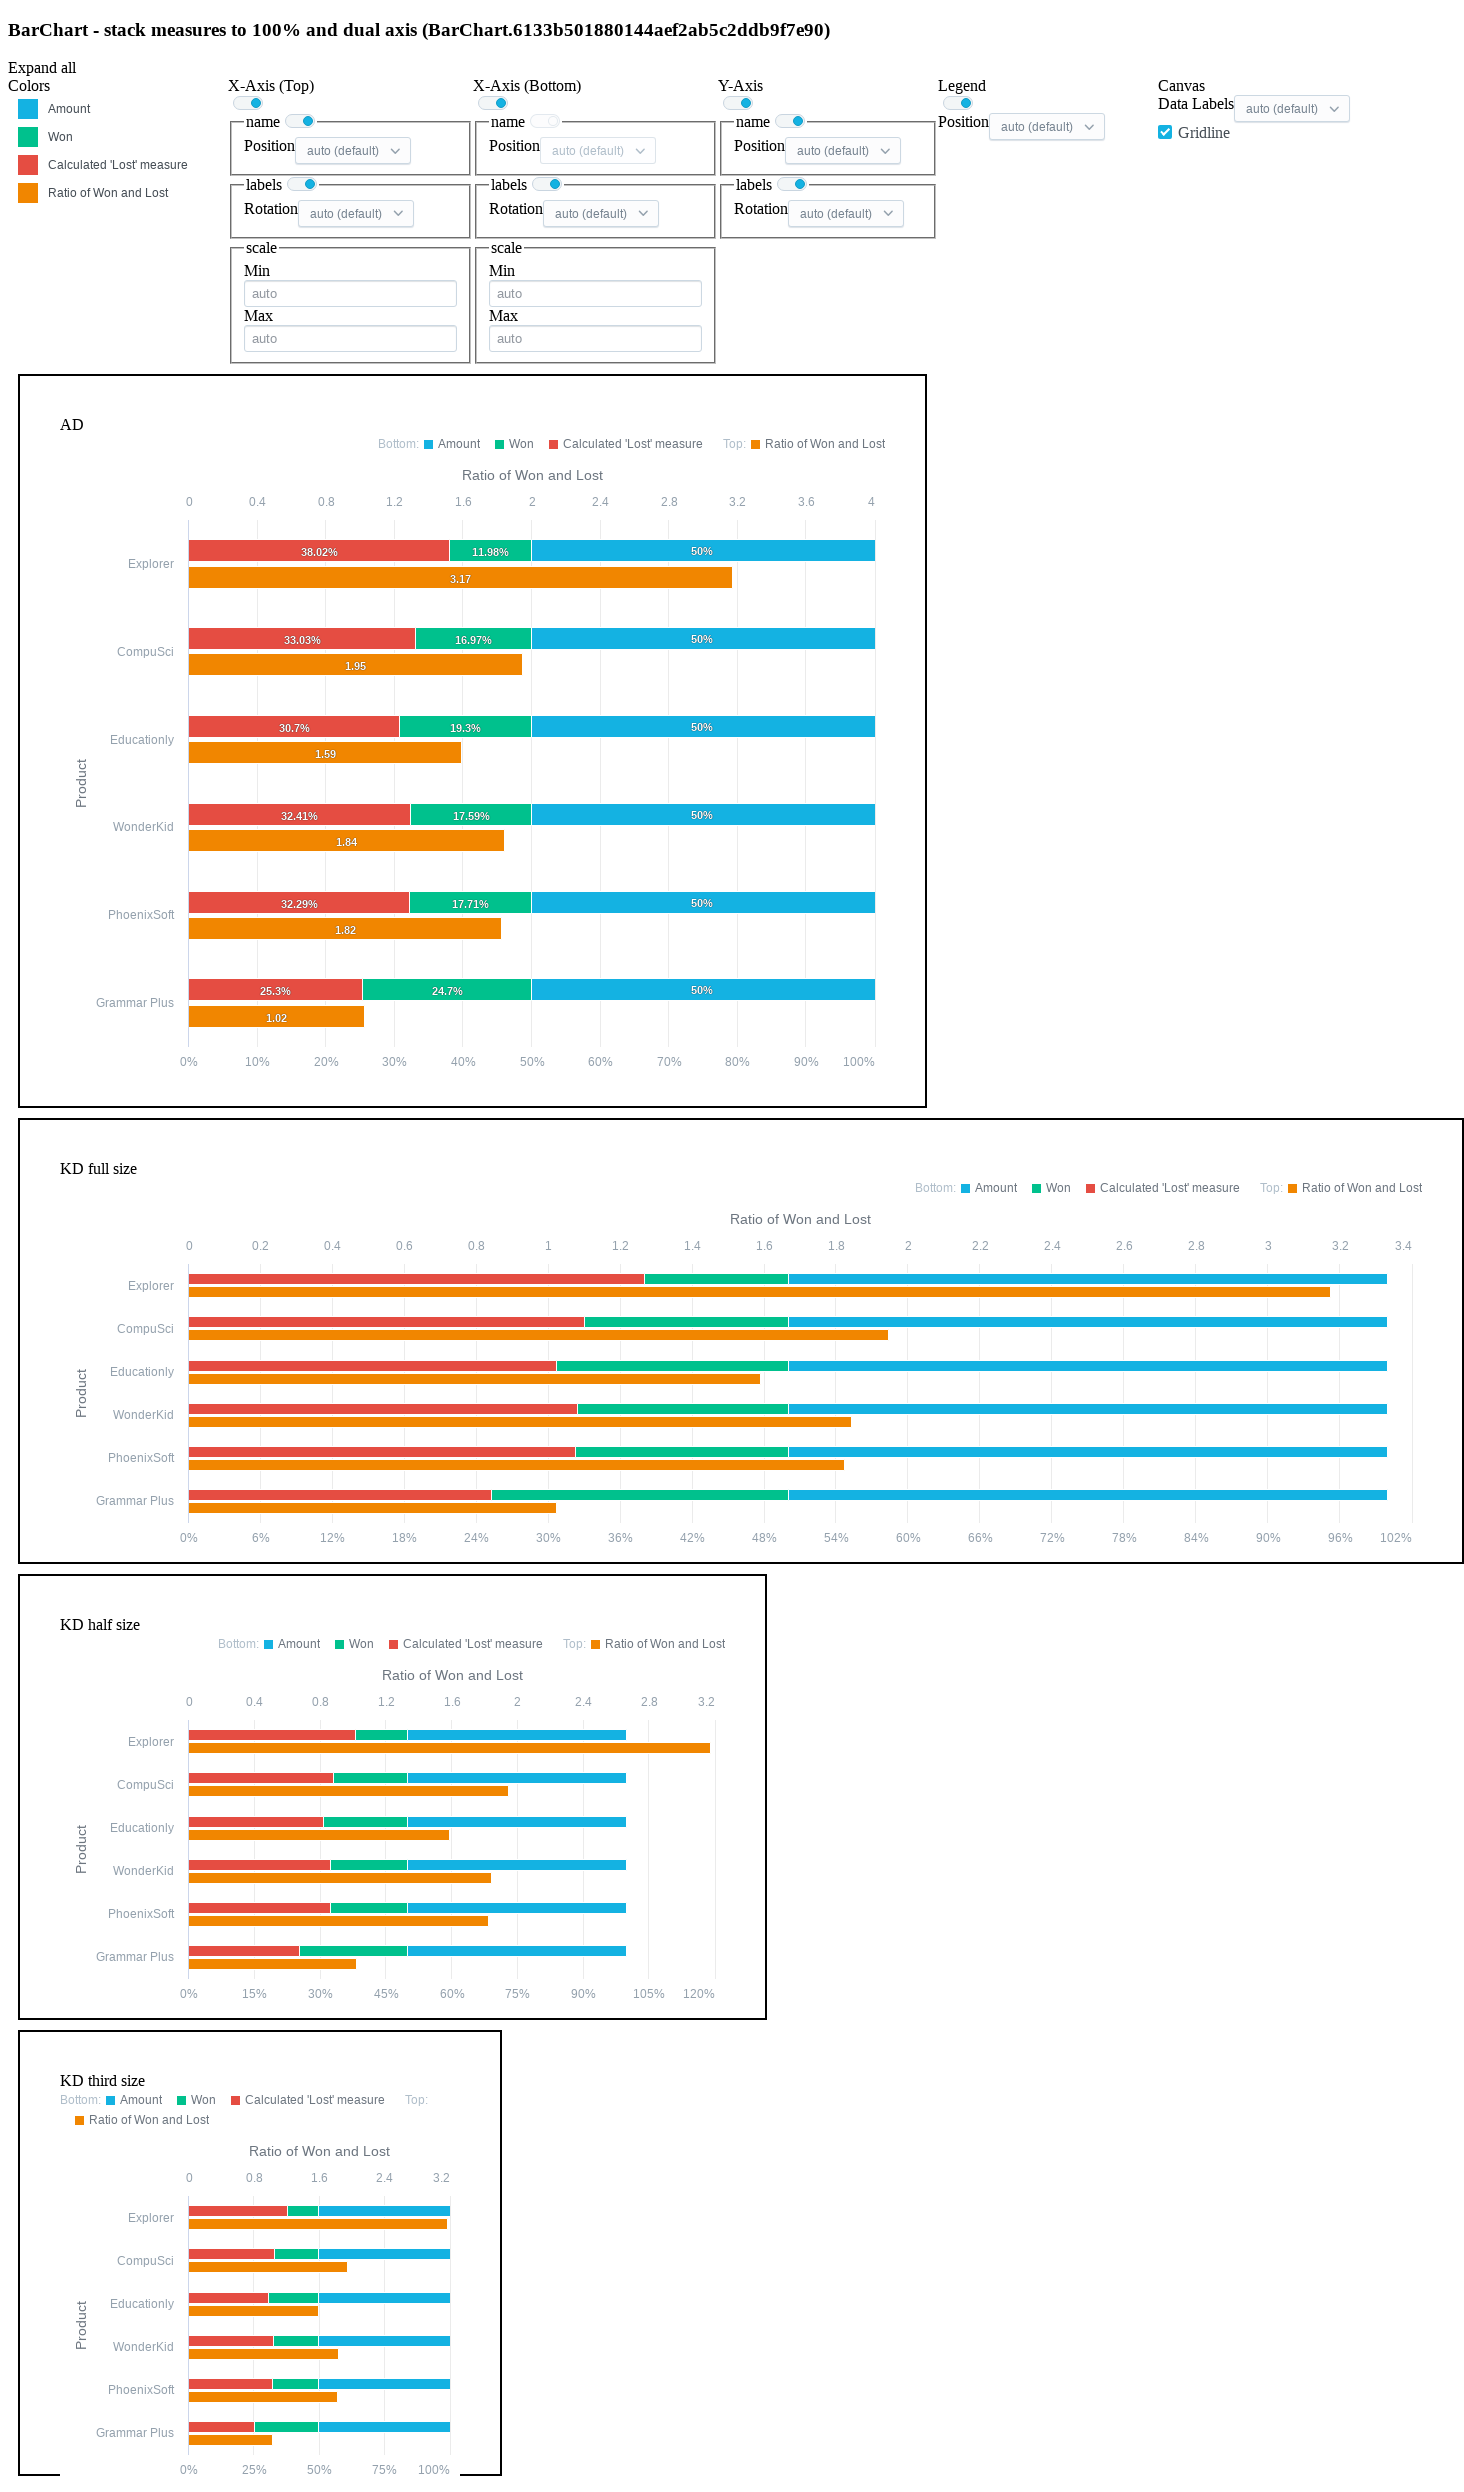 BarChart - stack measures to 100% and dual axis (BarChart.6133b501880144aef2ab5c2ddb9f7e90)
Expand all
Colors
Amount
Won
Calculated 'Lost' measure
Ratio of Won and Lost
X-Axis (Top)
name
Position auto (default)
labels
Rotation auto (default)
scale
Min
auto
Max
auto
X-Axis (Bottom)
name
Position auto (default)
labels
Rotation auto (default)
scale
Min
auto
Max
auto
Y-Axis
name
Position auto (default)
labels
Rotation auto (default)
Legend
Position auto (default)
Canvas
Data Labels auto (default)
Gridline
AD
Bottom: Amount Won Calculated 'Lost' measure Top: Ratio of Won and Lost
Ratio of Won and Lost
0 0.4 0.8 1.2 1.6 2 2.4 2.8 3.2 3.6 4
Product
Explorer
38.02% 11.98% 50%
3.17
CompuSci
33.03% 16.97% 50%
1.95
Educationly
30.7% 19.3% 50%
1.59
WonderKid
32.41% 17.59% 50%
1.84
PhoenixSoft
32.29% 17.71% 50%
1.82
Grammar Plus
25.3% 24.7% 50%
1.02
0% 10% 20% 30% 40% 50% 60% 70% 80% 90% 100%
KD full size
Bottom: Amount Won Calculated 'Lost' measure Top: Ratio of Won and Lost
Ratio of Won and Lost
0 0.2 0.4 0.6 0.8 1 1.2 1.4 1.6 1.8 2 2.2 2.4 2.6 2.8 3 3.2 3.4
Product
Explorer
CompuSci
Educationly
WonderKid
PhoenixSoft
Grammar Plus
0% 6% 12% 18% 24% 30% 36% 42% 48% 54% 60% 66% 72% 78% 84% 90% 96% 102%
KD half size
Bottom: Amount Won Calculated 'Lost' measure Top: Ratio of Won and Lost
Ratio of Won and Lost
0 0.4 0.8 1.2 1.6 2 2.4 2.8 3.2
Product
Explorer
CompuSci
Educationly
WonderKid
PhoenixSoft
Grammar Plus
0% 15% 30% 45% 60% 75% 90% 105% 120%
KD third size
Bottom: Amount Won Calculated 'Lost' measure Top:
Ratio of Won and Lost
Ratio of Won and Lost
0 0.8 1.6 2.4 3.2
Product
Explorer
CompuSci
Educationly
WonderKid
PhoenixSoft
Grammar Plus
0% 25% 50% 75% 100%